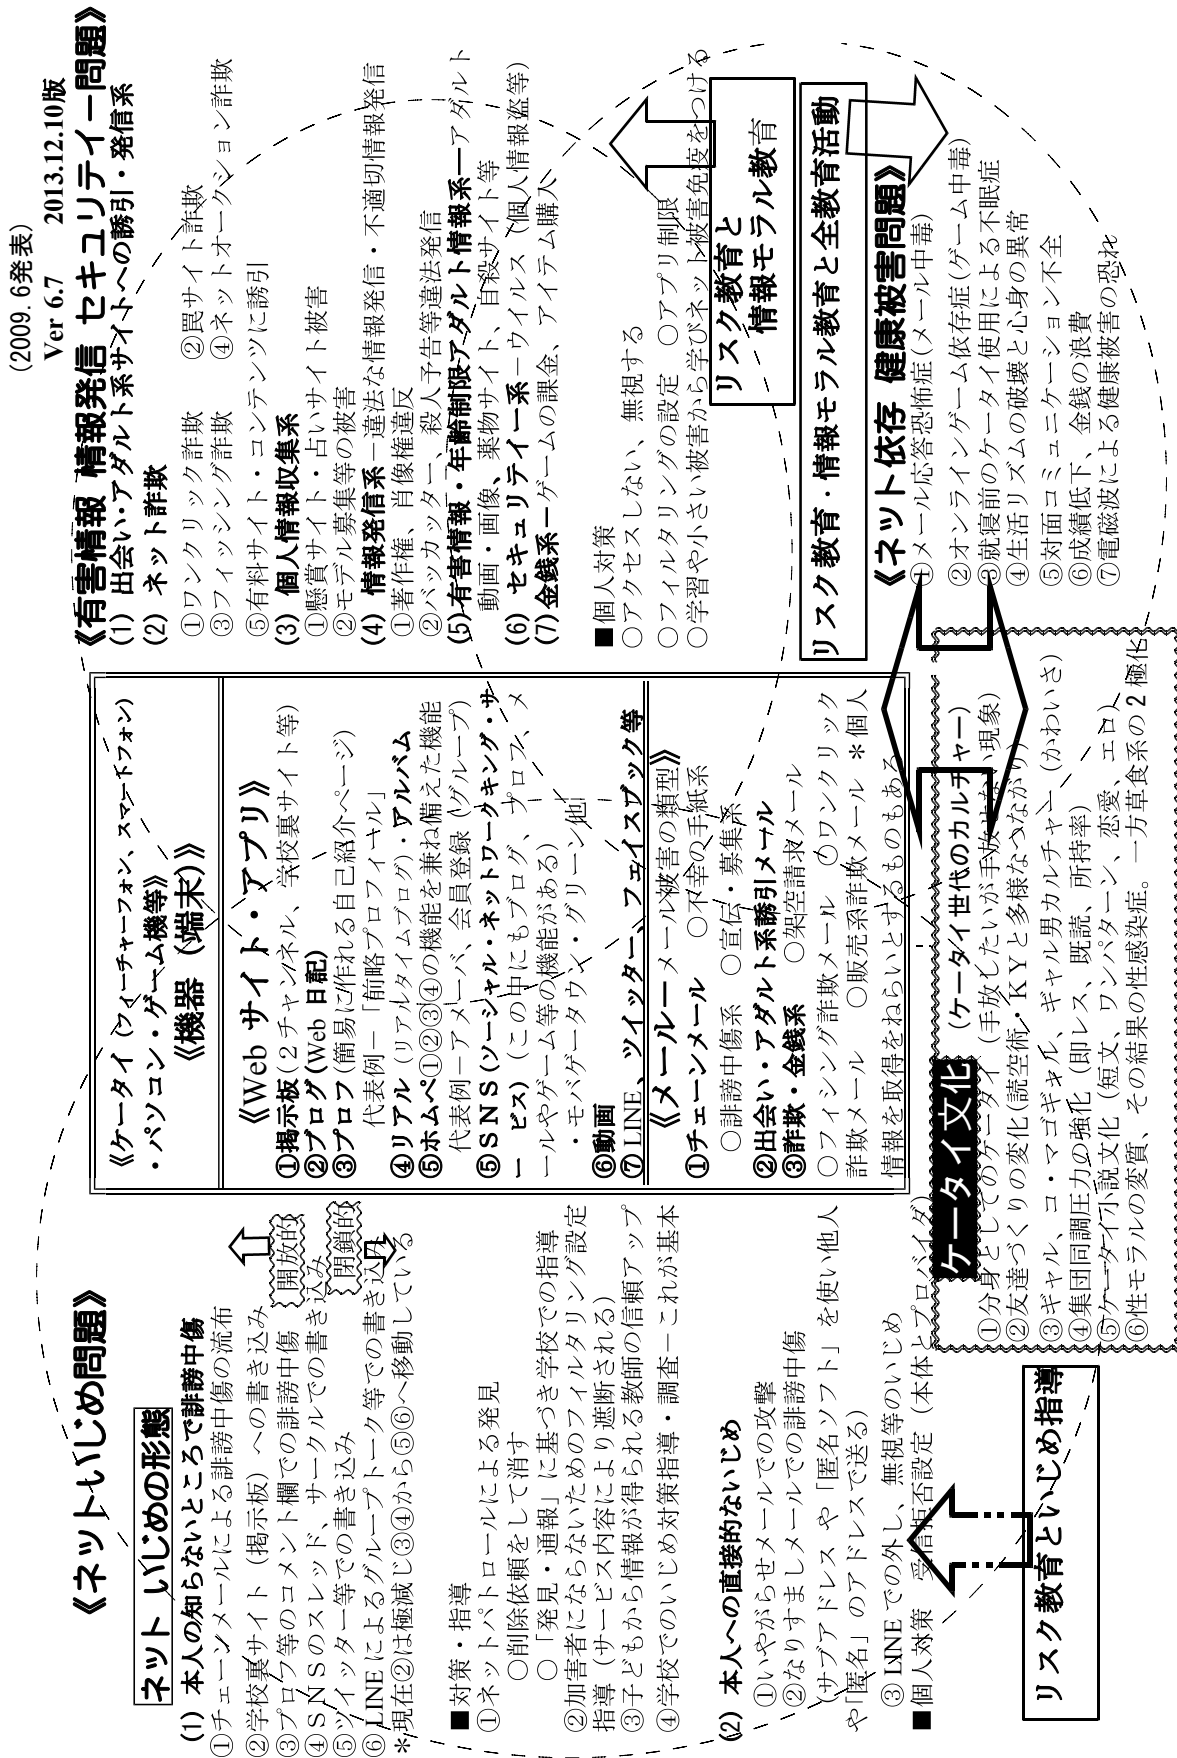 (2009.6発表)
Ver 6.7　2013.12.10版
《ネットいじめ問題》
ネット いじめの形態
(1) 本人の知らないところで誹謗中傷
①チェーンメールによる誹謗中傷の流布
②学校裏サイト（掲示板）への書き込み
③プロフ等のコメント欄での誹謗中傷
④ＳＮＳのスレッド、サークルでの書き込み
⑤ツイッター等での書き込み
⑥LINEによるグループトーク等での書き込み
＊現在②は極減じ③④から⑤⑥へ移動している
開放的
閉鎖的
■対策・指導
①ネットパトロールによる発見
○削除依頼をして消す
○「発見・通報」に基づき学校での指導
②加害者にならないためのフィルタリング設定
指導（サービス内容により遮断される）
③子どもから情報が得られる教師の信頼アップ
④学校でのいじめ対策指導・調査－これが基本
(2) 本人への直接的ないじめ
①いやがらせメールでの攻撃
②なりすましメールでの誹謗中傷
（サブアドレス や「匿名ソフト」を使い他人
や「匿名」のアドレスで送る）
③LINEでの外し、無視等のいじめ
■個人対策　受信拒否設定（本体とプロバイダ）
リスク教育といじめ指導
《ケータイ（フィーチャーフォン、スマートフォン）
・パソコン・ゲーム機等》
《機器（端末）》
《Web サイト・アプリ》
①掲示板（２チャンネル、学校裏サイト等）
②ブログ(Web 日記)
③プロフ（簡易に作れる自己紹介ページ）
代表例－「前略プロフィール」
④リアル（リアルタイムブログ）・アルバム
⑤ホムペ①②③④の機能を兼ね備えた機能
代表例－アメーバ、会員登録（グループ）
⑤ＳＮＳ(ソーシャル・ネットワークキング・サ
ー ビス)（この中にもブログ、プロフ、メ
ールやゲーム等の機能がある）
・モバゲータウン・グリーン他
⑥動画
⑦LINE、ツイッター、フェイスブック等
《メールーメール被害の類型》
①チェーンメール　○不幸の手紙系
○誹謗中傷系　○宣伝・募集系
②出会い・アダルト系誘引メール
③詐欺・金銭系　○架空請求メール
○フィシング詐欺メール　○ワンクリック
詐欺メール　○販売系詐欺メール ＊個人
情報を取得をねらいとするものもある
ケータイ文化（ケータイ世代のカルチャー）
①分身としてのケータイ（手放したいが手放せない現象）
②友達づくりの変化(読空術・ＫＹと多様なつながり)
③ギャル、コ・マゴギャル、ギャル男カルチャー（かわいさ）
④集団同調圧力の強化（即レス、既読、所持率）
⑤ケータイ小説文化（短文、ワンパターン、恋愛、エロ）
⑥性モラルの変質、その結果の性感染症。一方草食系の２極化
《有害情報 情報発信 セキュリティー問題》
(1) 出会い・アダルト系サイトへの誘引・発信系
(2) ネット詐欺
①ワンクリック詐欺　②罠サイト詐欺
③フィッシング詐欺　④ネットオークション詐欺
⑤有料サイト・コンテンツに誘引
(3) 個人情報収集系
①懸賞サイト・占いサイト被害
②モデル募集等の被害
(4) 情報発信系－違法な情報発信・不適切情報発信
①著作権、肖像権違反
②バッカッター、殺人予告等違法発信
(5)有害情報・年齢制限アダルト情報系―アダルト
動画・画像、薬物サイト、自殺サイト等
(6) セキュリティー系－ウイルス（個人情報盗等）
(7)金銭系ーゲームの課金、アイテム購入
■個人対策
○アクセスしない、無視する
○フィルタリングの設定　○アプリ制限
○学習や小さい被害から学びネット被害免疫をつける
リスク教育と
情報モラル教育
リスク教育・情報モラル教育と全教育活動
《ネット依存 健康被害問題》
①メール応答恐怖症(メール中毒)
②オンラインゲーム依存症(ゲーム中毒)
③就寝前のケータイ使用による不眠症
④生活リズムの破壊と心身の異常
⑤対面コミュニケーション不全
⑥成績低下、金銭の浪費
⑦電磁波による健康被害の恐れ